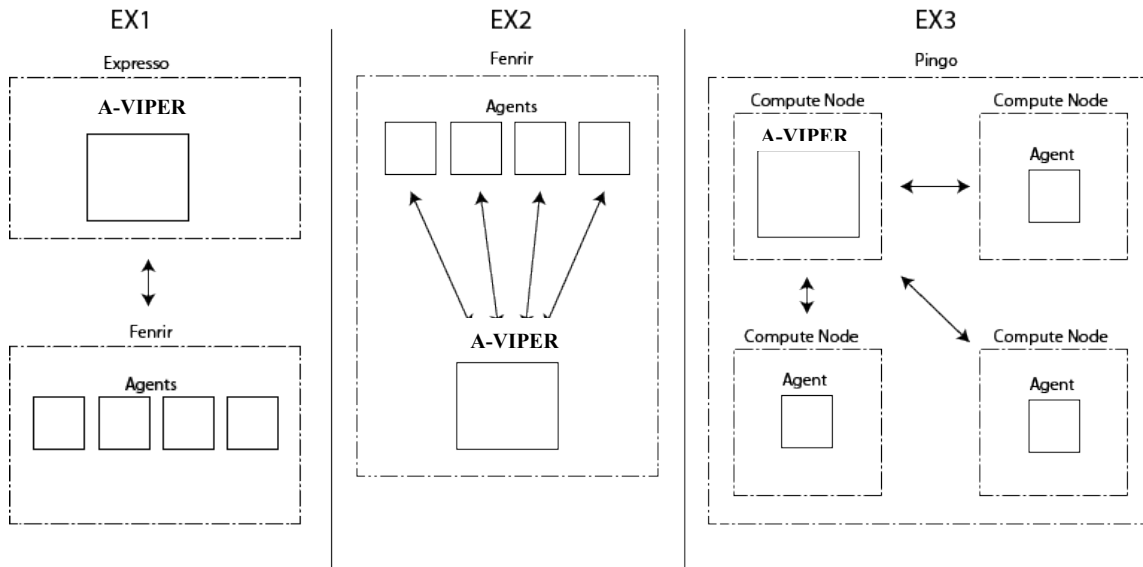 EX1
Expresso
A-VIPER
Fenrir
Agents
EX2
Fenrir
Agents
A-VIPER
EX3
Pingo
Compute Node
A-VIPER
Compute Node
Agent
Compute Node
Agent
Compute Node
Agent